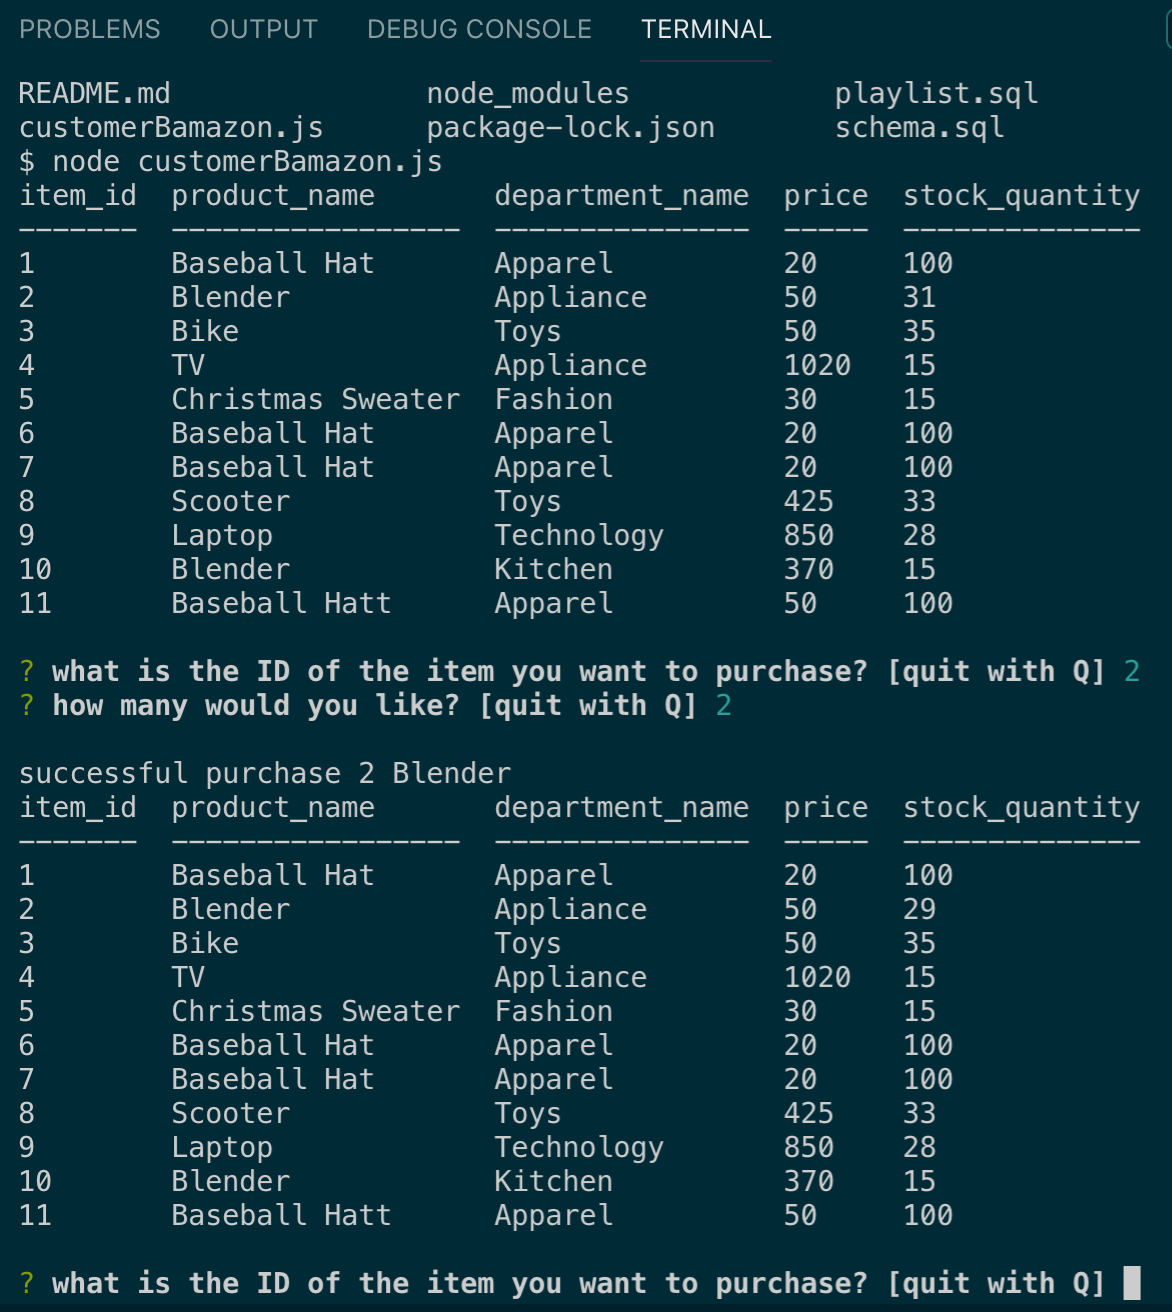 PROBLEMS OUTPUT DEBUG CONSOLE TERMINAL
README.md node_modules playlist.sql
customerBamazon.js package-lock.json schema.sql
$ node customerBamazon.js
item_id product_name department_name price stock_quantity
------- ----------------- --------------- ----- --------------
1 Baseball Hat Apparel 20 100
2 Blender Appliance 50 31
3 Bike Toys 50 35
4 TV Appliance 1020 15
5 Christmas Sweater Fashion 30 15
6 Baseball Hat Apparel 20 100
7 Baseball Hat Apparel 20 100
8 Scooter Toys 425 33
9 Laptop Technology 850 28
10 Blender Kitchen 370 15
11 Baseball Hatt Apparel 50 100
? what is the ID of the item you want to purchase? [quit with Q] 2
? how many would you like? [quit with Q] 2
successful purchase 2 Blender
item_id product_name department_name price stock_quantity
------- ----------------- --------------- ----- --------------
1 Baseball Hat Apparel 20 100
2 Blender Appliance 50 29
3 Bike Toys 50 35
4 TV Appliance 1020 15
5 Christmas Sweater Fashion 30 15
6 Baseball Hat Apparel 20 100
7 Baseball Hat Apparel 20 100
8 Scooter Toys 425 33
9 Laptop Technology 850 28
10 Blender Kitchen 370 15
11 Baseball Hatt Apparel 50 100
? what is the ID of the item you want to purchase? [quit with Q]